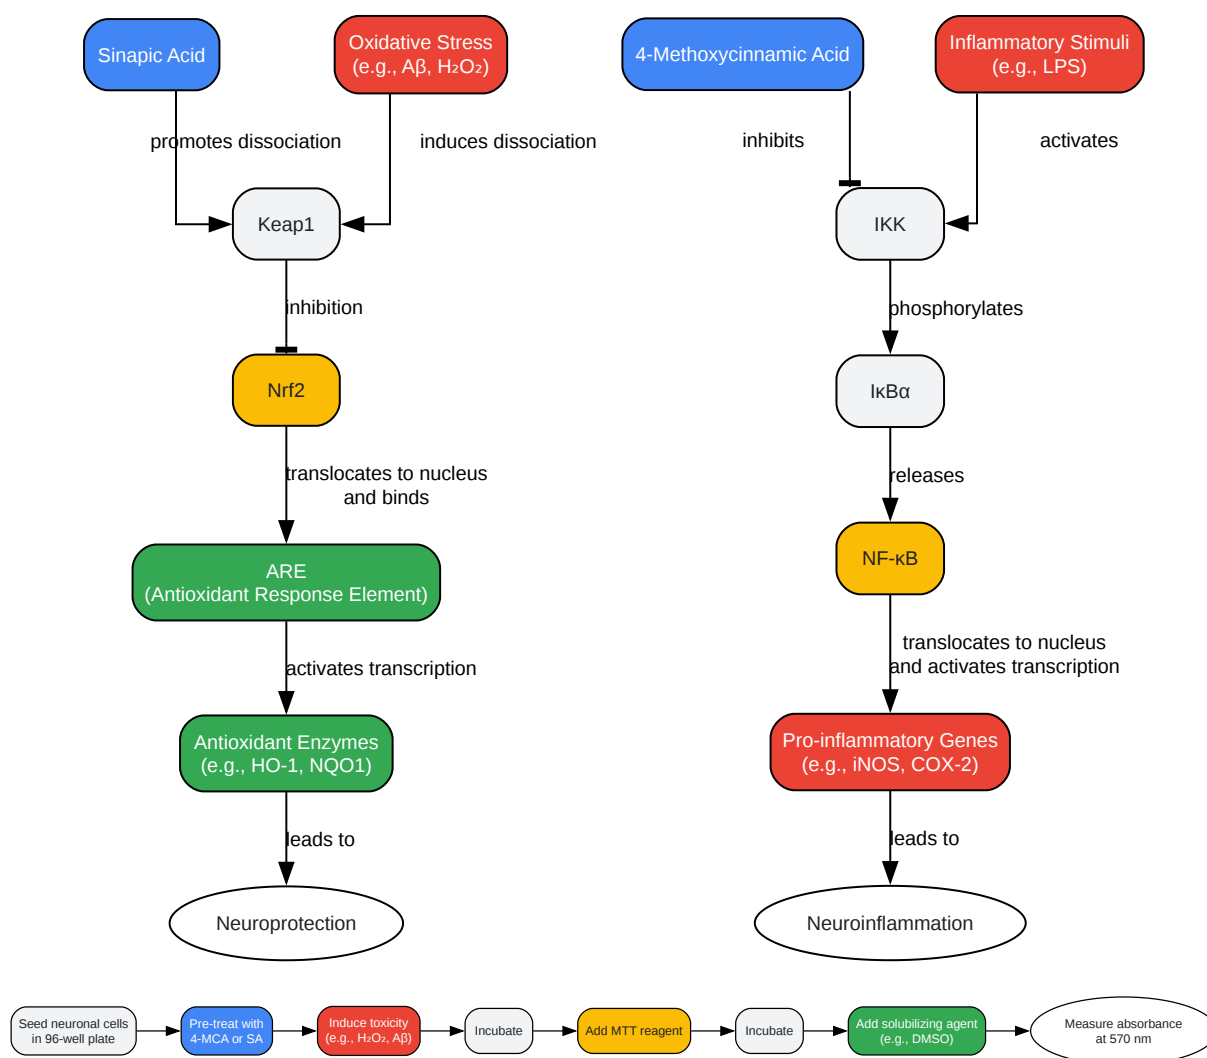 Sinapic Acid
Oxidative Stress
(e.g., Aβ, H₂O₂)
promotes dissociation
induces dissociation
Keap1
inhibition
Nrf2
translocates to nucleus
and binds
ARE
(Antioxidant Response Element)
activates transcription
Antioxidant Enzymes
(e.g., HO-1, NQO1)
leads to
Neuroprotection
4-Methoxycinnamic Acid
Inflammatory Stimuli
(e.g., LPS)
inhibits
activates
IKK
phosphorylates
IκBα
releases
NF-κB
translocates to nucleus
and activates transcription
Pro-inflammatory Genes
(e.g., iNOS, COX-2)
leads to
Neuroinflammation
Seed neuronal cells
in 96-well plate
Pre-treat with
4-MCA or SA
Induce toxicity
(e.g., H₂O₂, Aβ)
Incubate
Add MTT reagent
Incubate
Add solubilizing agent
(e.g., DMSO)
Measure absorbance
at 570 nm